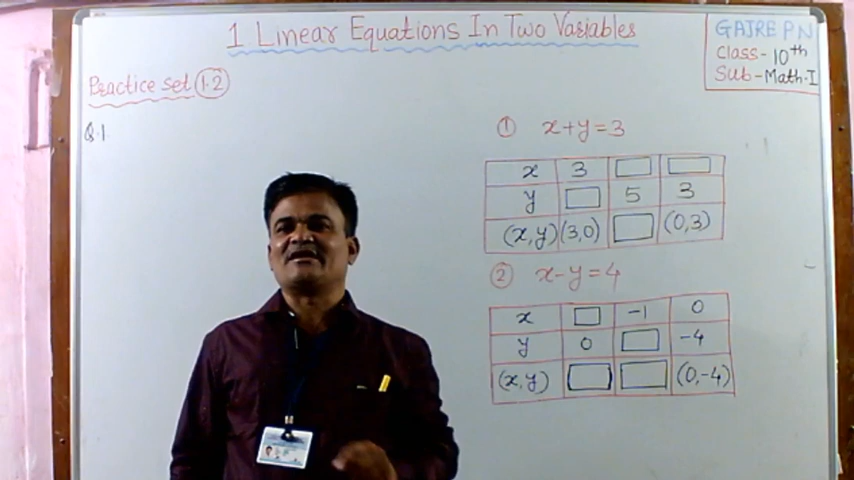 1 Linear Equations In Two Variables
GAIRE P N
Class- 10th
Sub- Math-I
Practice Set 1.2
Q.1
① x+y=3
x 3
y 5 3
(x,y) (3,0) (0,3)
② x-y=4
x -1 0
y 0 -4
(x,y) (0,-4)